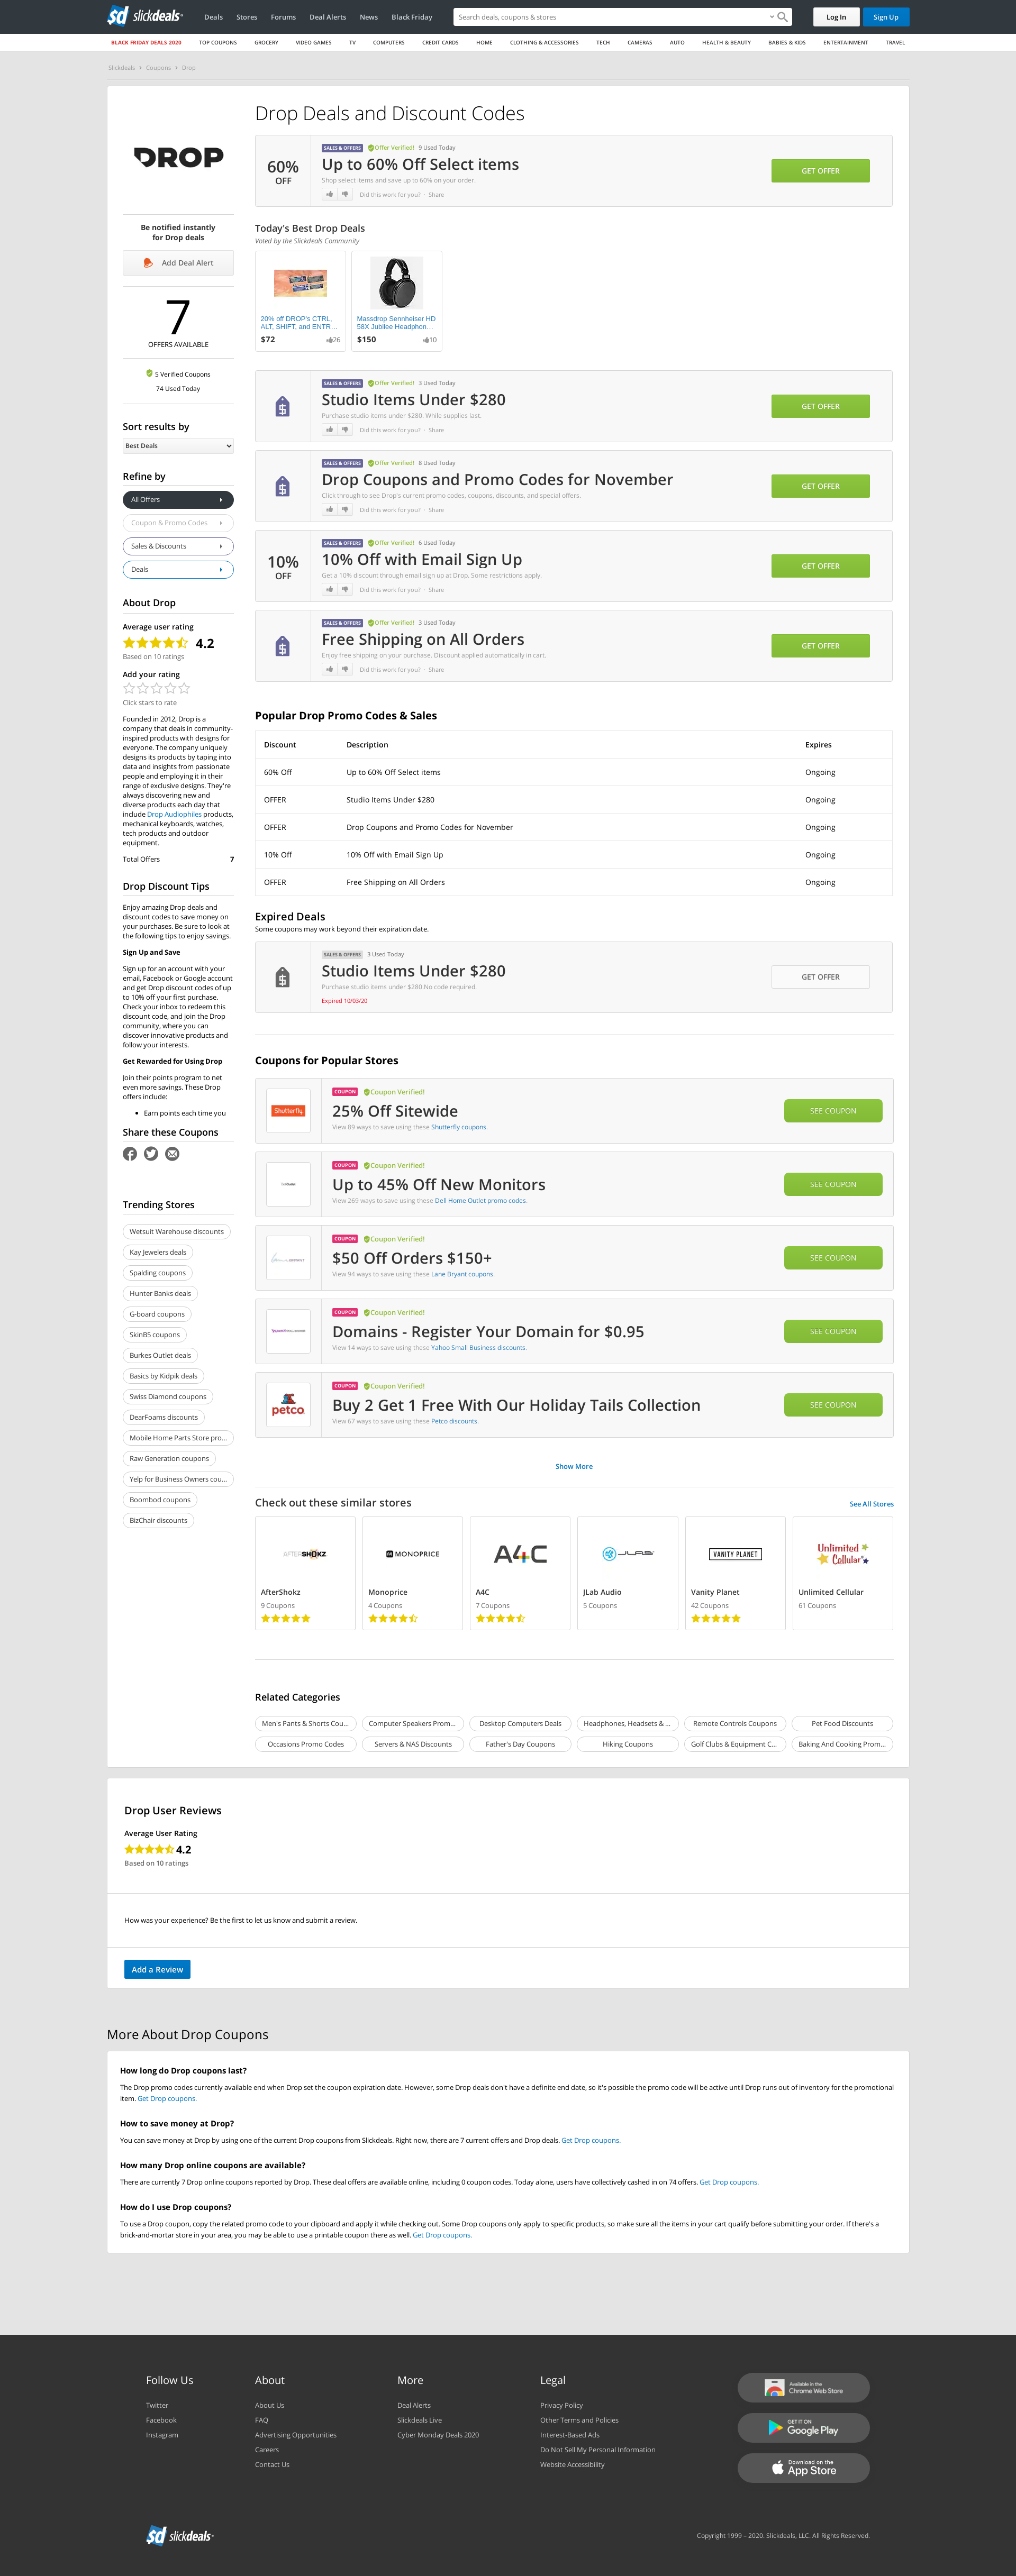 sd slickdeals
Deals Stores Forums Deal Alerts News Black Friday
Search deals, coupons & stores
Log In
Sign Up
BLACK FRIDAY DEALS 2020 TOP COUPONS GROCERY VIDEO GAMES TV COMPUTERS CREDIT CARDS HOME CLOTHING & ACCESSORIES TECH CAMERAS AUTO HEALTH & BEAUTY BABIES & KIDS ENTERTAINMENT TRAVEL
Slickdeals › Coupons › Drop
DROP
Be notified instantly
for Drop deals
Add Deal Alert
7
OFFERS AVAILABLE
5 Verified Coupons
74 Used Today
Sort results by
Best Deals
Refine by
All Offers
Coupon & Promo Codes
Sales & Discounts
Deals
About Drop
Average user rating
4.2
Based on 10 ratings
Add your rating
Click stars to rate
Founded in 2012, Drop is a
company that deals in community-
inspired products with designs for
everyone. The company uniquely
designs its products by taping into
data and insights from passionate
people and employing it in their
range of exclusive designs. They're
always discovering new and
diverse products each day that
include Drop Audiophiles products,
mechanical keyboards, watches,
tech products and outdoor
equipment.
Total Offers 7
Drop Discount Tips
Enjoy amazing Drop deals and
discount codes to save money on
your purchases. Be sure to look at
the following tips to enjoy savings.
Sign Up and Save
Sign up for an account with your
email, Facebook or Google account
and get Drop discount codes of up
to 10% off your first purchase.
Check your inbox to redeem this
discount code, and join the Drop
community, where you can
discover innovative products and
follow your interests.
Get Rewarded for Using Drop
Join their points program to net
even more savings. These Drop
offers include:
• Earn points each time you
Share these Coupons
Trending Stores
Wetsuit Warehouse discounts
Kay Jewelers deals
Spalding coupons
Hunter Banks deals
G-board coupons
SkinB5 coupons
Burkes Outlet deals
Basics by Kidpik deals
Swiss Diamond coupons
DearFoams discounts
Mobile Home Parts Store pro...
Raw Generation coupons
Yelp for Business Owners cou...
Boombod coupons
BizChair discounts
Drop Deals and Discount Codes
60%
OFF
SALES & OFFERS Offer Verified! 9 Used Today
Up to 60% Off Select items
Shop select items and save up to 60% on your order.
Did this work for you? · Share
GET OFFER
Today's Best Drop Deals
Voted by the Slickdeals Community
20% off DROP's CTRL,
ALT, SHIFT, and ENTR...
$72 26
Massdrop Sennheiser HD
58X Jubilee Headphon...
$150 10
SALES & OFFERS Offer Verified! 3 Used Today
Studio Items Under $280
Purchase studio items under $280. While supplies last.
Did this work for you? · Share
GET OFFER
SALES & OFFERS Offer Verified! 8 Used Today
Drop Coupons and Promo Codes for November
Click through to see Drop's current promo codes, coupons, discounts, and special offers.
Did this work for you? · Share
GET OFFER
10%
OFF
SALES & OFFERS Offer Verified! 6 Used Today
10% Off with Email Sign Up
Get a 10% discount through email sign up at Drop. Some restrictions apply.
Did this work for you? · Share
GET OFFER
SALES & OFFERS Offer Verified! 3 Used Today
Free Shipping on All Orders
Enjoy free shipping on your purchase. Discount applied automatically in cart.
Did this work for you? · Share
GET OFFER
Popular Drop Promo Codes & Sales
Discount Description Expires
60% Off Up to 60% Off Select items Ongoing
OFFER Studio Items Under $280 Ongoing
OFFER Drop Coupons and Promo Codes for November Ongoing
10% Off 10% Off with Email Sign Up Ongoing
OFFER Free Shipping on All Orders Ongoing
Expired Deals
Some coupons may work beyond their expiration date.
SALES & OFFERS 3 Used Today
Studio Items Under $280
Purchase studio items under $280.No code required.
Expired 10/03/20
GET OFFER
Coupons for Popular Stores
Shutterfly
COUPON Coupon Verified!
25% Off Sitewide
View 89 ways to save using these Shutterfly coupons.
SEE COUPON
COUPON Coupon Verified!
Up to 45% Off New Monitors
View 269 ways to save using these Dell Home Outlet promo codes.
SEE COUPON
COUPON Coupon Verified!
$50 Off Orders $150+
View 94 ways to save using these Lane Bryant coupons.
SEE COUPON
COUPON Coupon Verified!
Domains - Register Your Domain for $0.95
View 14 ways to save using these Yahoo Small Business discounts.
SEE COUPON
petco
COUPON Coupon Verified!
Buy 2 Get 1 Free With Our Holiday Tails Collection
View 67 ways to save using these Petco discounts.
SEE COUPON
Show More
Check out these similar stores
See All Stores
AFTERSHOKZ
AfterShokz
9 Coupons
MONOPRICE
Monoprice
4 Coupons
A4C
A4C
7 Coupons
JLAB
JLab Audio
5 Coupons
VANITY PLANET
Vanity Planet
42 Coupons
Unlimited
Cellular
Unlimited Cellular
61 Coupons
Related Categories
Men's Pants & Shorts Cou... Computer Speakers Prom... Desktop Computers Deals Headphones, Headsets & ... Remote Controls Coupons Pet Food Discounts
Occasions Promo Codes Servers & NAS Discounts Father's Day Coupons Hiking Coupons Golf Clubs & Equipment C... Baking And Cooking Prom...
Drop User Reviews
Average User Rating
4.2
Based on 10 ratings
How was your experience? Be the first to let us know and submit a review.
Add a Review
More About Drop Coupons
How long do Drop coupons last?
The Drop promo codes currently available end when Drop set the coupon expiration date. However, some Drop deals don't have a definite end date, so it's possible the promo code will be active until Drop runs out of inventory for the promotional
item. Get Drop coupons.
How to save money at Drop?
You can save money at Drop by using one of the current Drop coupons from Slickdeals. Right now, there are 7 current offers and Drop deals. Get Drop coupons.
How many Drop online coupons are available?
There are currently 7 Drop online coupons reported by Drop. These deal offers are available online, including 0 coupon codes. Today alone, users have collectively cashed in on 74 offers. Get Drop coupons.
How do I use Drop coupons?
To use a Drop coupon, copy the related promo code to your clipboard and apply it while checking out. Some Drop coupons only apply to specific products, so make sure all the items in your cart qualify before submitting your order. If there's a
brick-and-mortar store in your area, you may be able to use a printable coupon there as well. Get Drop coupons.
Follow Us
Twitter
Facebook
Instagram
About
About Us
FAQ
Advertising Opportunities
Careers
Contact Us
More
Deal Alerts
Slickdeals Live
Cyber Monday Deals 2020
Legal
Privacy Policy
Other Terms and Policies
Interest-Based Ads
Do Not Sell My Personal Information
Website Accessibility
Available in the
Chrome Web Store
GET IT ON
Google Play
Download on the
App Store
sd slickdeals
Copyright 1999 – 2020. Slickdeals, LLC. All Rights Reserved.